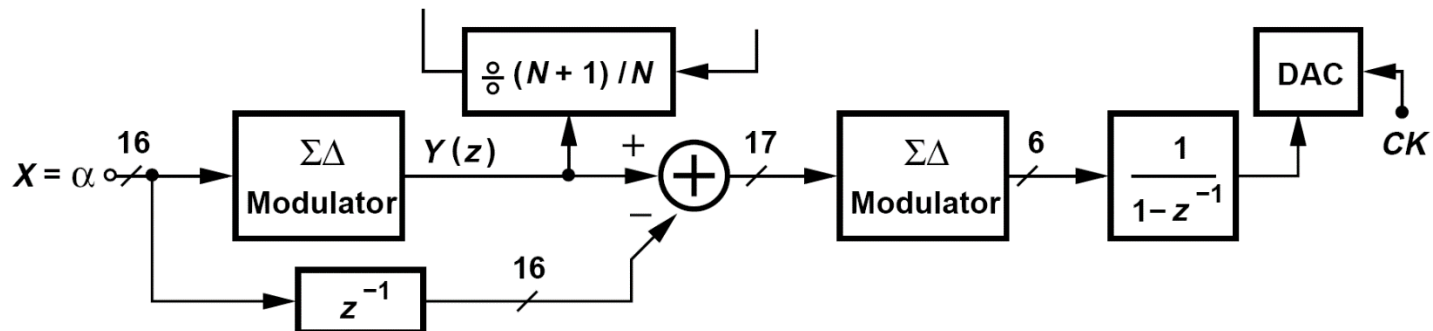 ÷ (N + 1) / N
DAC
CK
X = α
16
ΣΔ
Modulator
Y (z)
+
−
+
17
ΣΔ
Modulator
6
1
1− z⁻¹
16
z⁻¹